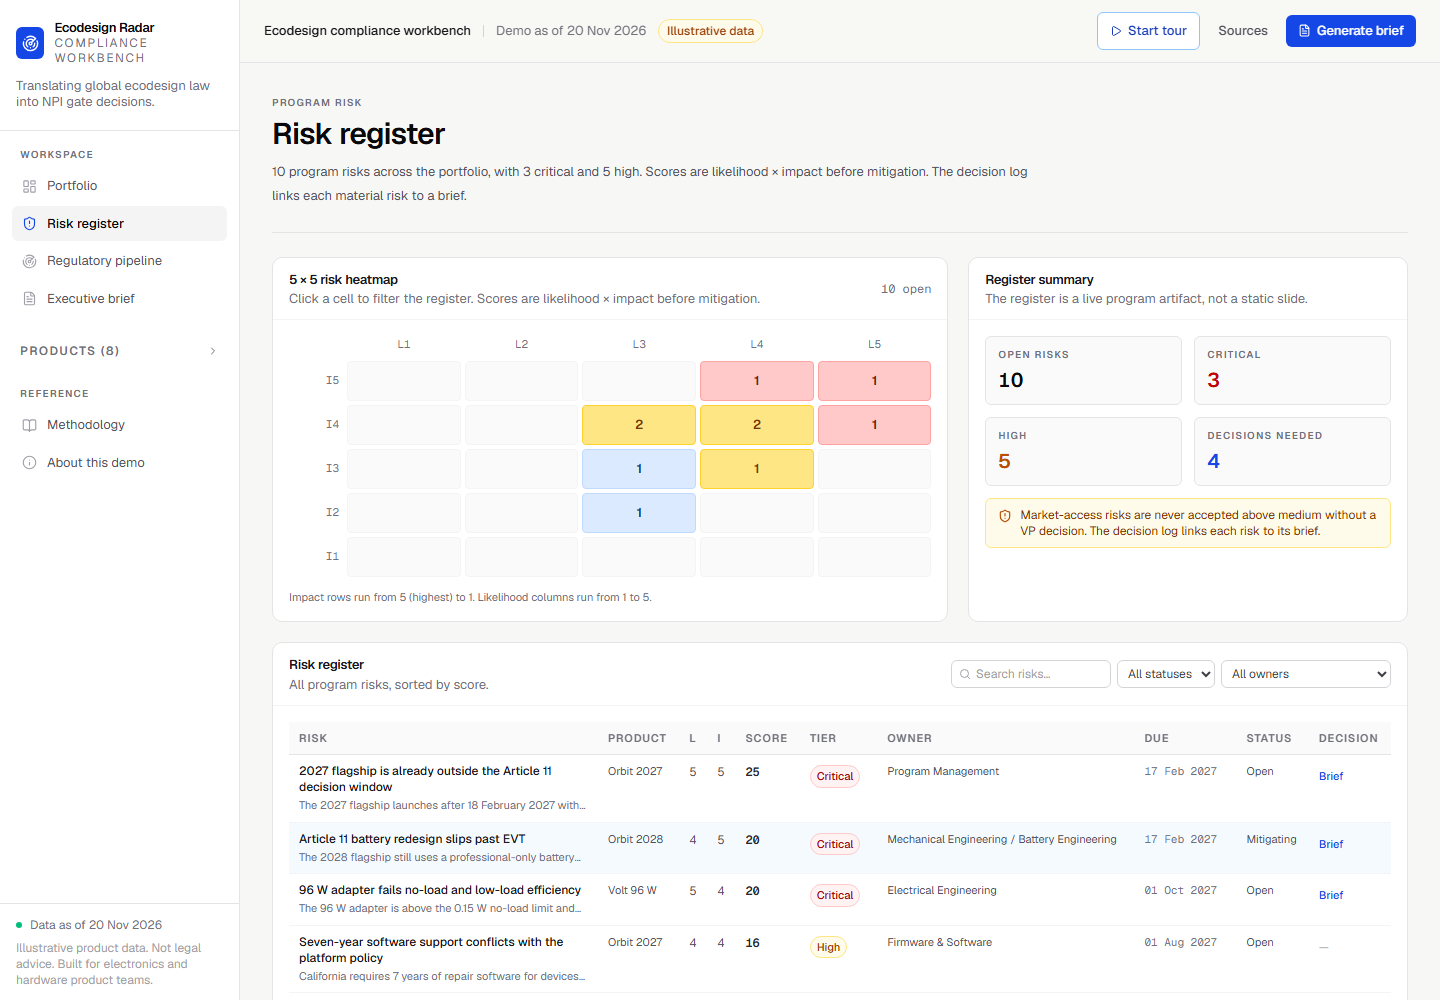 Ecodesign Radar
COMPLIANCE
WORKBENCH
Translating global ecodesign law
into NPI gate decisions.
WORKSPACE
Portfolio
Risk register
Regulatory pipeline
Executive brief
PRODUCTS (8)
REFERENCE
Methodology
About this demo
Data as of 20 Nov 2026
Illustrative product data. Not legal
advice. Built for electronics and
hardware product teams.
Ecodesign compliance workbench
Demo as of 20 Nov 2026
Illustrative data
Start tour
Sources
Generate brief
PROGRAM RISK
Risk register
10 program risks across the portfolio, with 3 critical and 5 high. Scores are likelihood × impact before mitigation. The decision log
links each material risk to a brief.
5 × 5 risk heatmap
Click a cell to filter the register. Scores are likelihood × impact before mitigation.
10 open
L1 L2 L3 L4 L5
I5 1 1
I4 2 2 1
I3 1 1
I2 1
I1
Impact rows run from 5 (highest) to 1. Likelihood columns run from 1 to 5.
Register summary
The register is a live program artifact, not a static slide.
OPEN RISKS
10
CRITICAL
3
HIGH
5
DECISIONS NEEDED
4
Market-access risks are never accepted above medium without a
VP decision. The decision log links each risk to its brief.
Risk register
All program risks, sorted by score.
Search risks...
All statuses
All owners
RISK PRODUCT L I SCORE TIER OWNER DUE STATUS DECISION
2027 flagship is already outside the Article 11
decision window
The 2027 flagship launches after 18 February 2027 with...
Orbit 2027 5 5 25 Critical Program Management 17 Feb 2027 Open Brief
Article 11 battery redesign slips past EVT
The 2028 flagship still uses a professional-only battery...
Orbit 2028 4 5 20 Critical Mechanical Engineering / Battery Engineering 17 Feb 2027 Mitigating Brief
96 W adapter fails no-load and low-load efficiency
The 96 W adapter is above the 0.15 W no-load limit and...
Volt 96 W 5 4 20 Critical Electrical Engineering 01 Oct 2027 Open Brief
Seven-year software support conflicts with the
platform policy
California requires 7 years of repair software for devices...
Orbit 2027 4 4 16 High Firmware & Software 01 Aug 2027 Open —